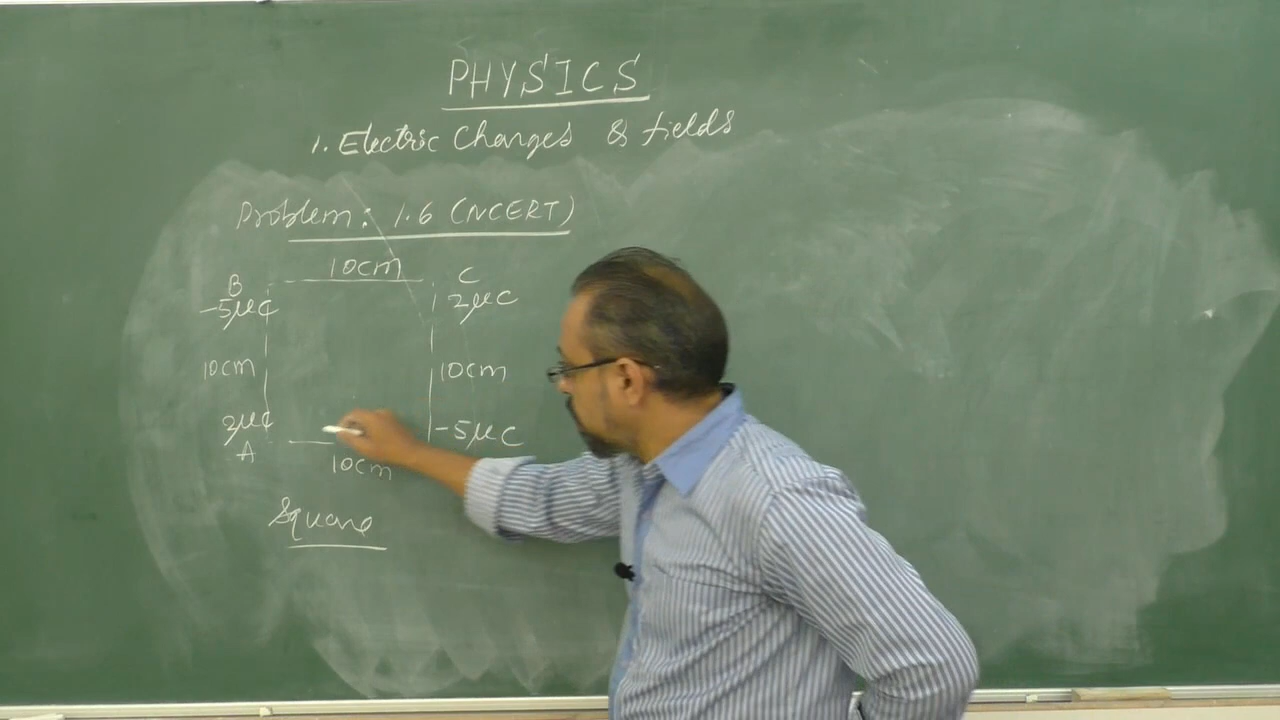 PHYSICS
1. Electric Charges & fields
Problem: 1.6 (NCERT)
10cm
B C
-5μc 2μc
10cm 10cm
2μc -5μc
A
10cm
Square